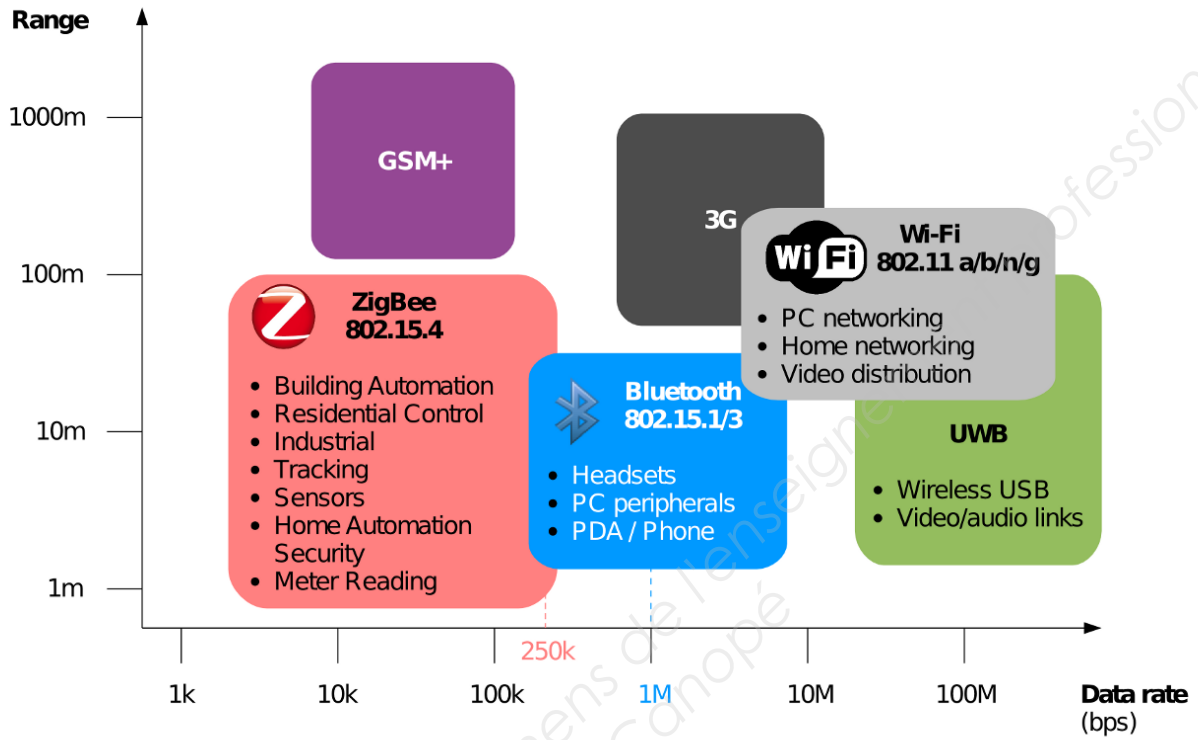 Range
1000m
100m
10m
1m
GSM+
3G
WiFi
Wi-Fi
802.11 a/b/n/g
• PC networking
• Home networking
• Video distribution
ZigBee
802.15.4
• Building Automation
• Residential Control
• Industrial
• Tracking
• Sensors
• Home Automation
Security
• Meter Reading
Bluetooth
802.15.1/3
• Headsets
• PC peripherals
• PDA / Phone
UWB
• Wireless USB
• Video/audio links
250k
1k
10k
100k
1M
10M
100M
Data rate
(bps)
Canopé